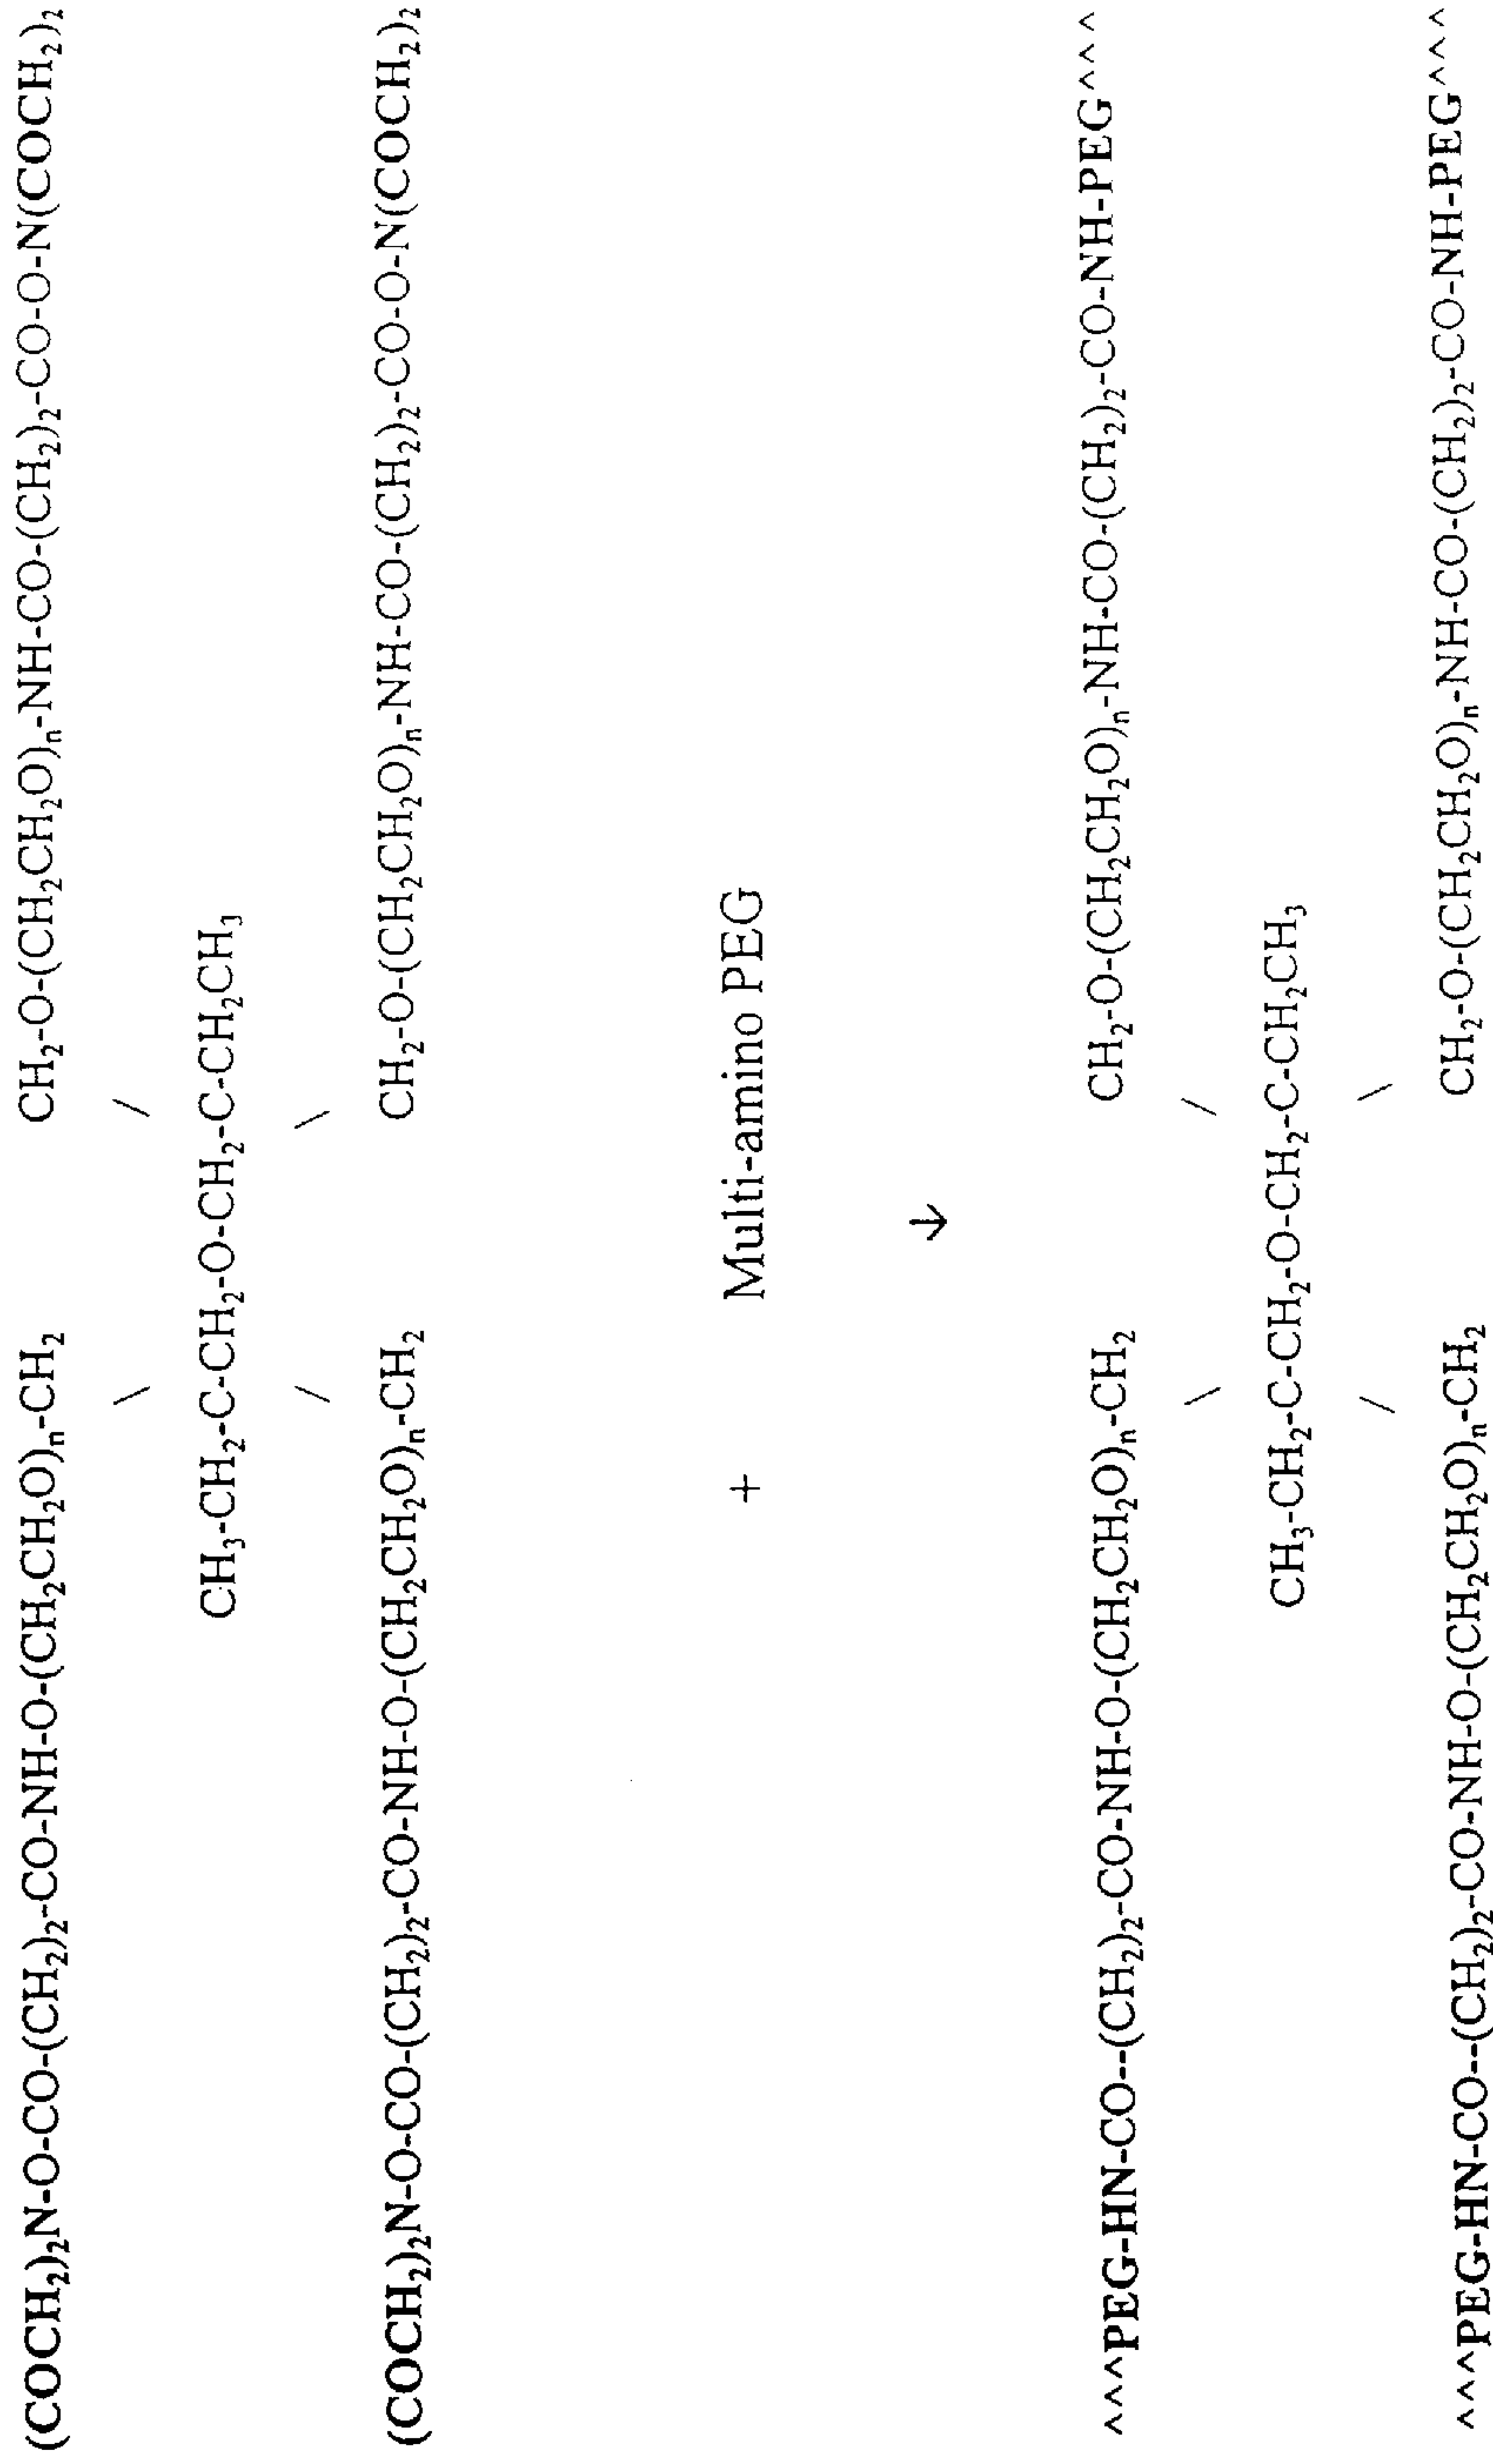 (COCH₂)₂N-O-CO-(CH₂)₂-CO-NH-O-(CH₂CH₂O)ₙ-CH₂ CH₂-O-(CH₂CH₂O)ₙ-NH-CO-(CH₂)₂-CO-O-N(COCH₂)₂
\ /
CH₃-CH₂-C-CH₂-O-CH₂-C-CH₂CH₃
/ \
(COCH₂)₂N-O-CO-(CH₂)₂-CO-NH-O-(CH₂CH₂O)ₙ-CH₂ CH₂-O-(CH₂CH₂O)ₙ-NH-CO-(CH₂)₂-CO-O-N(COCH₂)₂
+ Multi-amino PEG
↓
^^^PEG-HN-CO--(CH₂)₂-CO-NH-O-(CH₂CH₂O)ₙ-CH₂ CH₂-O-(CH₂CH₂O)ₙ-NH-CO-(CH₂)₂-CO-NH-PEG^^^
\ /
CH₃-CH₂-C-CH₂-O-CH₂-C-CH₂CH₃
/ \
^^^PEG-HN-CO--(CH₂)₂-CO-NH-O-(CH₂CH₂O)ₙ-CH₂ CH₂-O-(CH₂CH₂O)ₙ-NH-CO-(CH₂)₂-CO-NH-PEG^^^